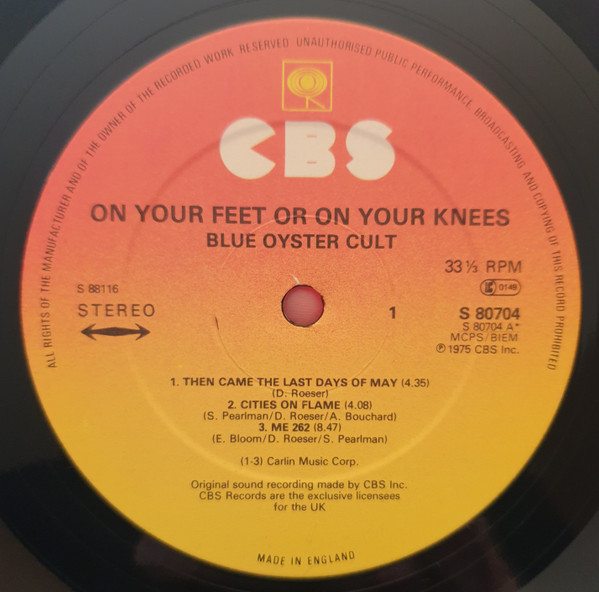 ALL RIGHTS OF THE MANUFACTURER AND OF THE OWNER OF THE RECORDED WORK RESERVED UNAUTHORISED PUBLIC PERFORMANCE, BROADCASTING AND COPYING OF THIS RECORD PROHIBITED
CBS
ON YOUR FEET OR ON YOUR KNEES
BLUE OYSTER CULT
33⅓ RPM
0149
S 88116
STEREO
1
S 80704
S 80704 A*
MCPS/BIEM
℗ 1975 CBS Inc.
1. THEN CAME THE LAST DAYS OF MAY (4.35)
(D. Roeser)
2. CITIES ON FLAME (4.08)
(S. Pearlman/D. Roeser/A. Bouchard)
3. ME 262 (8.47)
(E. Bloom/D. Roeser/S. Pearlman)
(1-3) Carlin Music Corp.
Original sound recording made by CBS Inc.
CBS Records are the exclusive licensees
for the UK
MADE IN ENGLAND